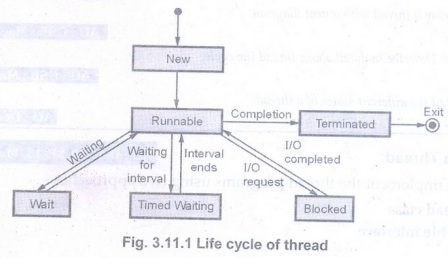 New
Runnable
Completion
Terminated
Exit
Waiting
Waiting
for
interval
Interval
ends
I/O
request
I/O
completed
Wait
Timed Waiting
Blocked
Fig. 3.11.1 Life cycle of thread